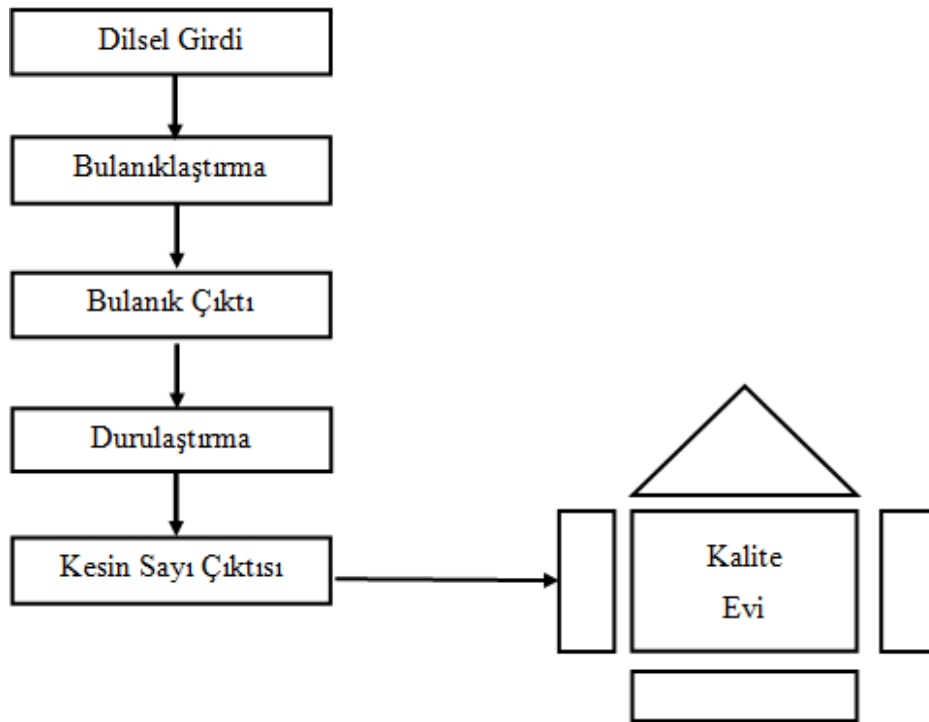 Dilsel Girdi
Bulanıklaştırma
Bulanık Çıktı
Durulaştırma
Kesin Sayı Çıktısı
Kalite
Evi